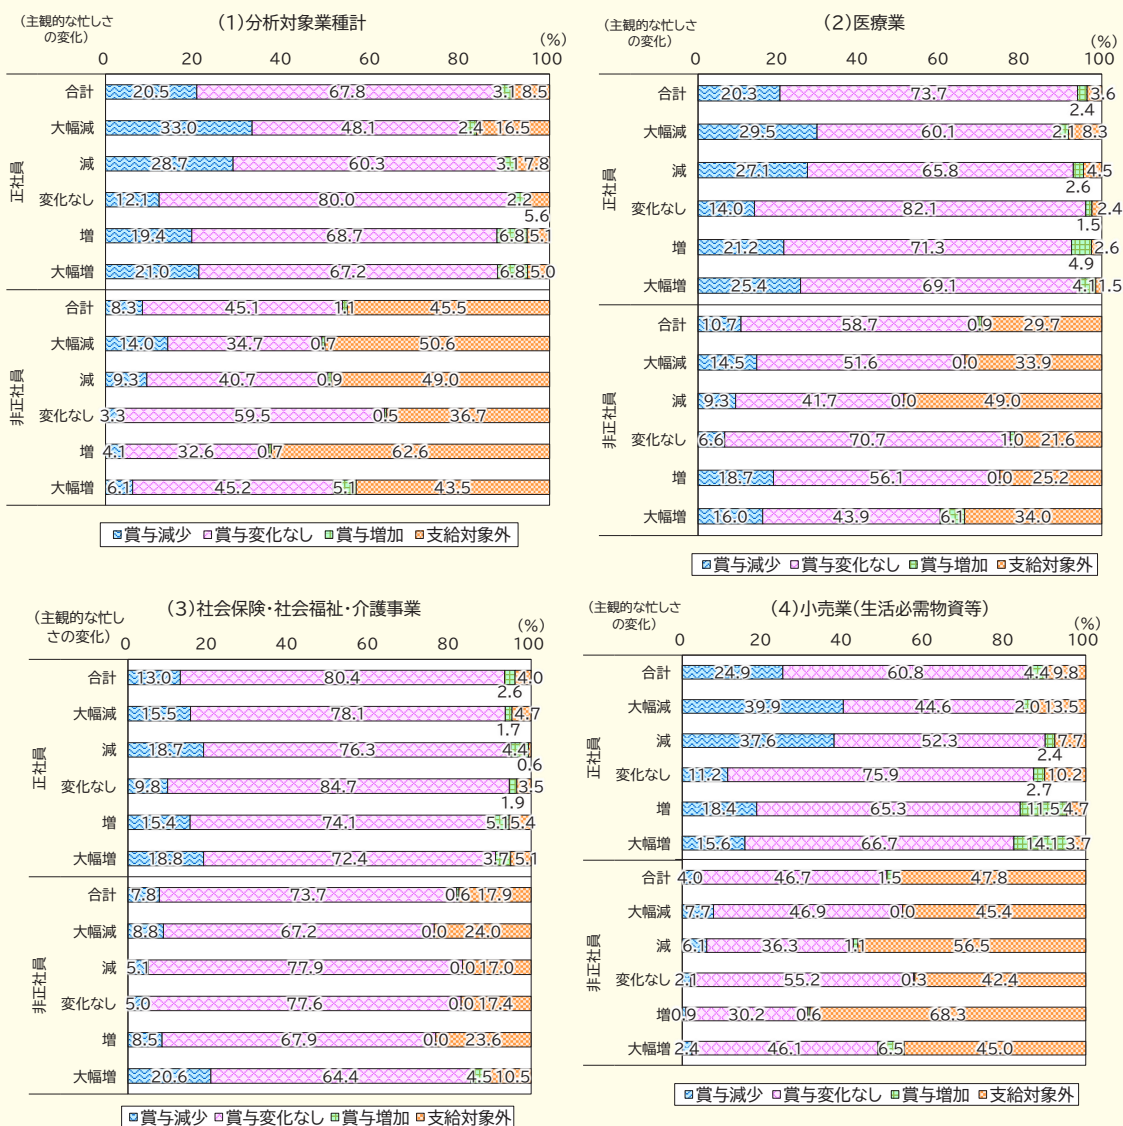 (1)分析対象業種計
(主観的な忙しさ
の変化)
(%)
0 20 40 60 80 100
正社員
合計 20.5 67.8 3.1 8.5
大幅減 33.0 48.1 2.4 16.5
減 28.7 60.3 3.1 7.8
変化なし 12.1 80.0 2.2 5.6
増 19.4 68.7 6.8 5.1
大幅増 21.0 67.2 6.8 5.0
非正社員
合計 8.3 45.1 1.1 45.5
大幅減 14.0 34.7 0.7 50.6
減 9.3 40.7 0.9 49.0
変化なし 3.3 59.5 0.5 36.7
増 4.1 32.6 0.7 62.6
大幅増 6.1 45.2 5.1 43.5
賞与減少 賞与変化なし 賞与増加 支給対象外
(2)医療業
(主観的な忙しさ
の変化)
(%)
0 20 40 60 80 100
正社員
合計 20.3 73.7 2.4 3.6
大幅減 29.5 60.1 2.1 8.3
減 27.1 65.8 2.6 4.5
変化なし 14.0 82.1 1.5 2.4
増 21.2 71.3 4.9 2.6
大幅増 25.4 69.1 4.1 1.5
非正社員
合計 10.7 58.7 0.9 29.7
大幅減 14.5 51.6 0.0 33.9
減 9.3 41.7 0.0 49.0
変化なし 6.6 70.7 1.0 21.6
増 18.7 56.1 0.0 25.2
大幅増 16.0 43.9 6.1 34.0
賞与減少 賞与変化なし 賞与増加 支給対象外
(3)社会保険・社会福祉・介護事業
(主観的な忙し
さの変化)
(%)
0 20 40 60 80 100
正社員
合計 13.0 80.4 2.6 4.0
大幅減 15.5 78.1 1.7 4.7
減 18.7 76.3 4.4 0.6
変化なし 9.8 84.7 1.9 3.5
増 15.4 74.1 5.1 5.4
大幅増 18.8 72.4 3.7 5.1
非正社員
合計 7.8 73.7 0.6 17.9
大幅減 8.8 67.2 0.0 24.0
減 5.1 77.9 0.0 17.0
変化なし 5.0 77.6 0.0 17.4
増 8.5 67.9 0.0 23.6
大幅増 20.6 64.4 4.5 10.5
賞与減少 賞与変化なし 賞与増加 支給対象外
(4)小売業(生活必需物資等)
(主観的な忙しさ
の変化)
(%)
0 20 40 60 80 100
正社員
合計 24.9 60.8 4.4 9.8
大幅減 39.9 44.6 2.0 13.5
減 37.6 52.3 2.4 7.7
変化なし 11.2 75.9 2.7 10.2
増 18.4 65.3 11.5 4.7
大幅増 15.6 66.7 14.1 3.7
非正社員
合計 4.0 46.7 1.5 47.8
大幅減 7.7 46.9 0.0 45.4
減 6.1 36.3 1.1 56.5
変化なし 2.1 55.2 0.3 42.4
増 0.9 30.2 0.6 68.3
大幅増 2.4 46.1 6.5 45.0
賞与減少 賞与変化なし 賞与増加 支給対象外